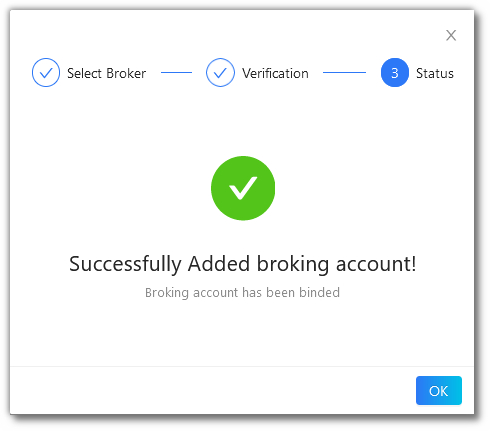 Select Broker
Verification
3 Status
Successfully Added broking account!
Broking account has been binded
OK